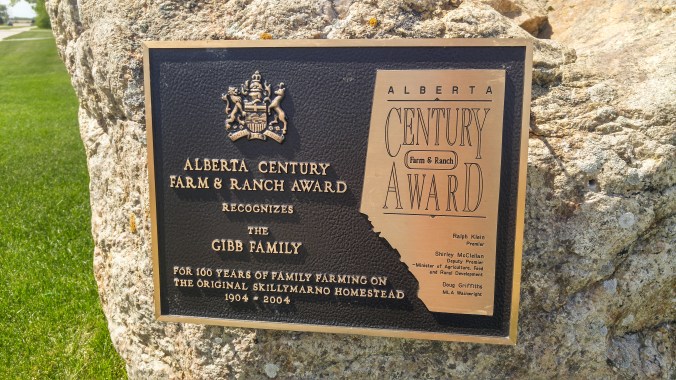 ALBERTA CENTURY
FARM & RANCH AWARD
RECOGNIZES
THE
GIBB FAMILY
FOR 100 YEARS OF FAMILY FARMING ON
THE ORIGINAL SKILLYMARNO HOMESTEAD
1904 - 2004
ALBERTA
CENTURY
Farm & Ranch
AWARD
Ralph Klein
Premier
Shirley McClellan
Deputy Premier
-Minister of Agriculture, Food
and Rural Development
Doug Griffiths
MLA Wainwright